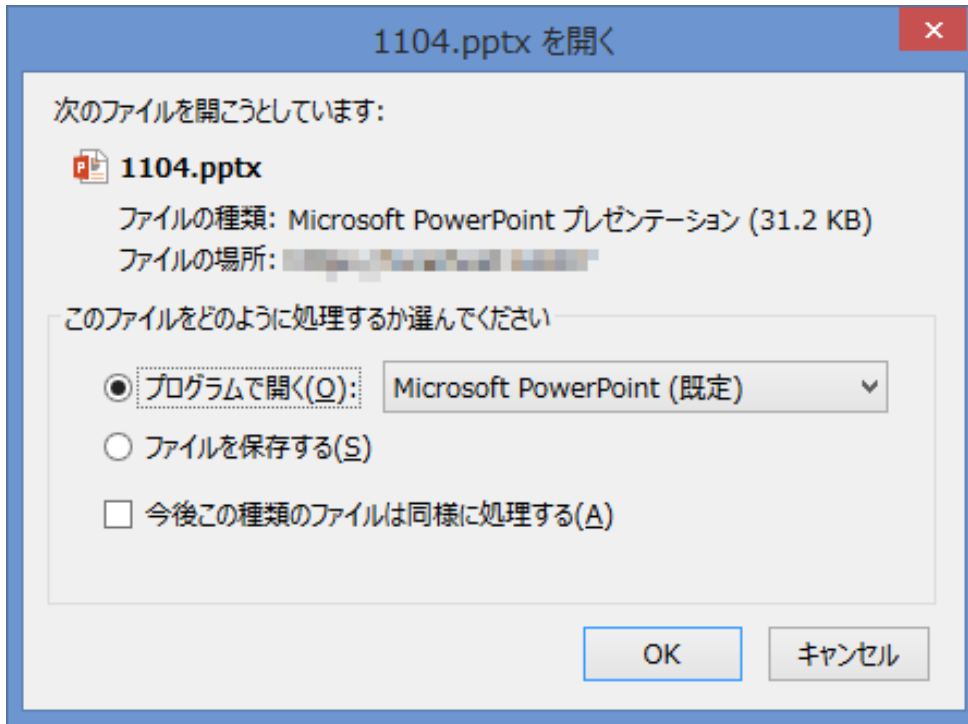 1104.pptx を開く
次のファイルを開こうとしています:
1104.pptx
ファイルの種類: Microsoft PowerPoint プレゼンテーション (31.2 KB)
ファイルの場所:
このファイルをどのように処理するか選んでください
プログラムで開く(O): Microsoft PowerPoint (既定)
ファイルを保存する(S)
今後この種類のファイルは同様に処理する(A)
OK キャンセル